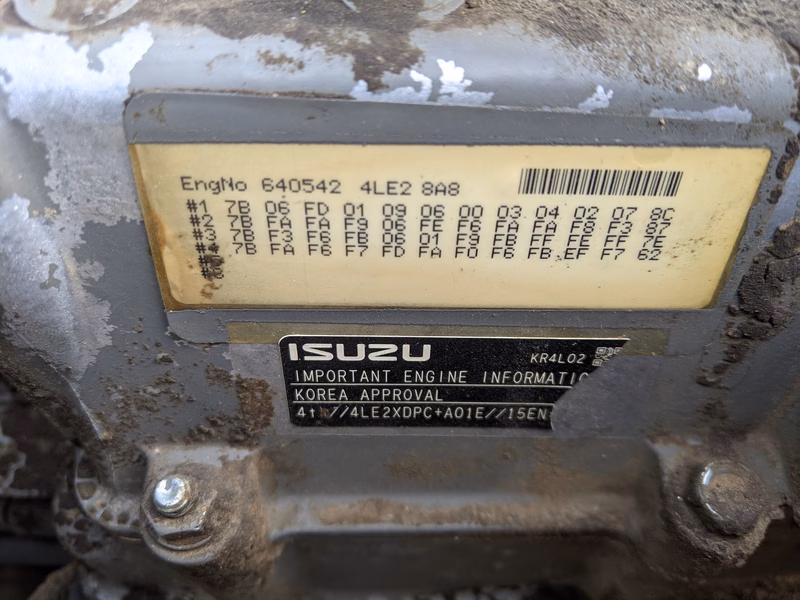 EngNo 640542 4LE2 8A8
#1 7B 06 FD 01 09 06 00 03 04 02 07 8C
#2 7B FA FA F9 06 FE F6 FA FA F8 F3 87
#3 7B F3 F6 FB 06 01 F9 FB FF FE FF 7E
7B FA F6 F7 FD FA F0 F6 FB EF F7 62
ISUZU
KR4L02
IMPORTANT ENGINE INFORMATIO
KOREA APPROVAL
//4LE2XDPC+A01E//15EN